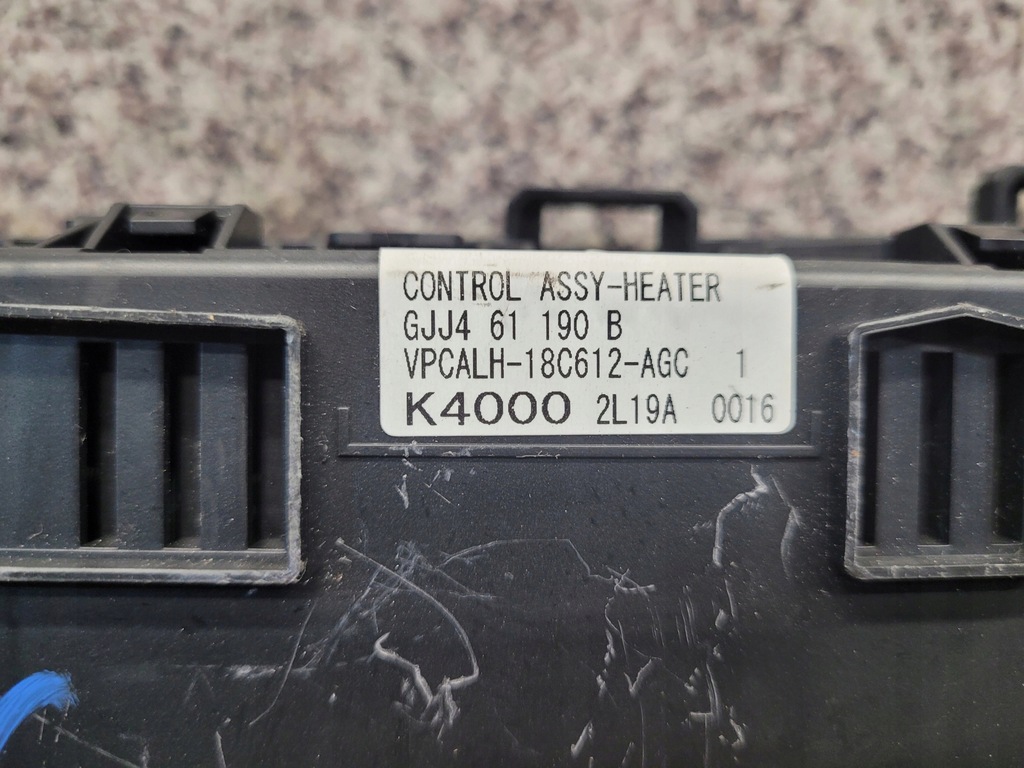 CONTROL ASSY-HEATER
GJJ4 61 190 B
VPCALH-18C612-AGC 1
K4000 2L19A 0016